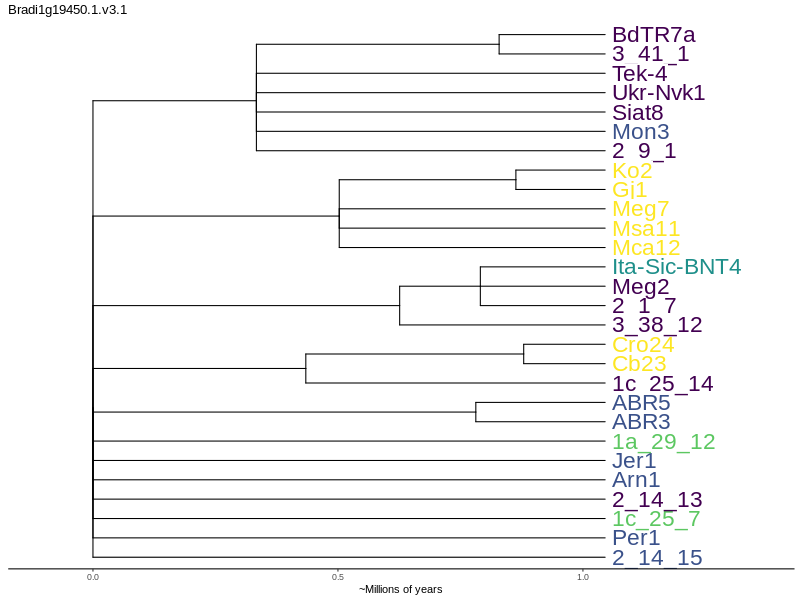 Bradi1g19450.1.v3.1
BdTR7a
3_41_1
Tek-4
Ukr-Nvk1
Siat8
Mon3
2_9_1
Ko2
Gj1
Meg7
Msa11
Mca12
Ita-Sic-BNT4
Meg2
2_1_7
3_38_12
Cro24
Cb23
1c_25_14
ABR5
ABR3
1a_29_12
Jer1
Arn1
2_14_13
1c_25_7
Per1
2_14_15
0.0 0.5 1.0
~Millions of years